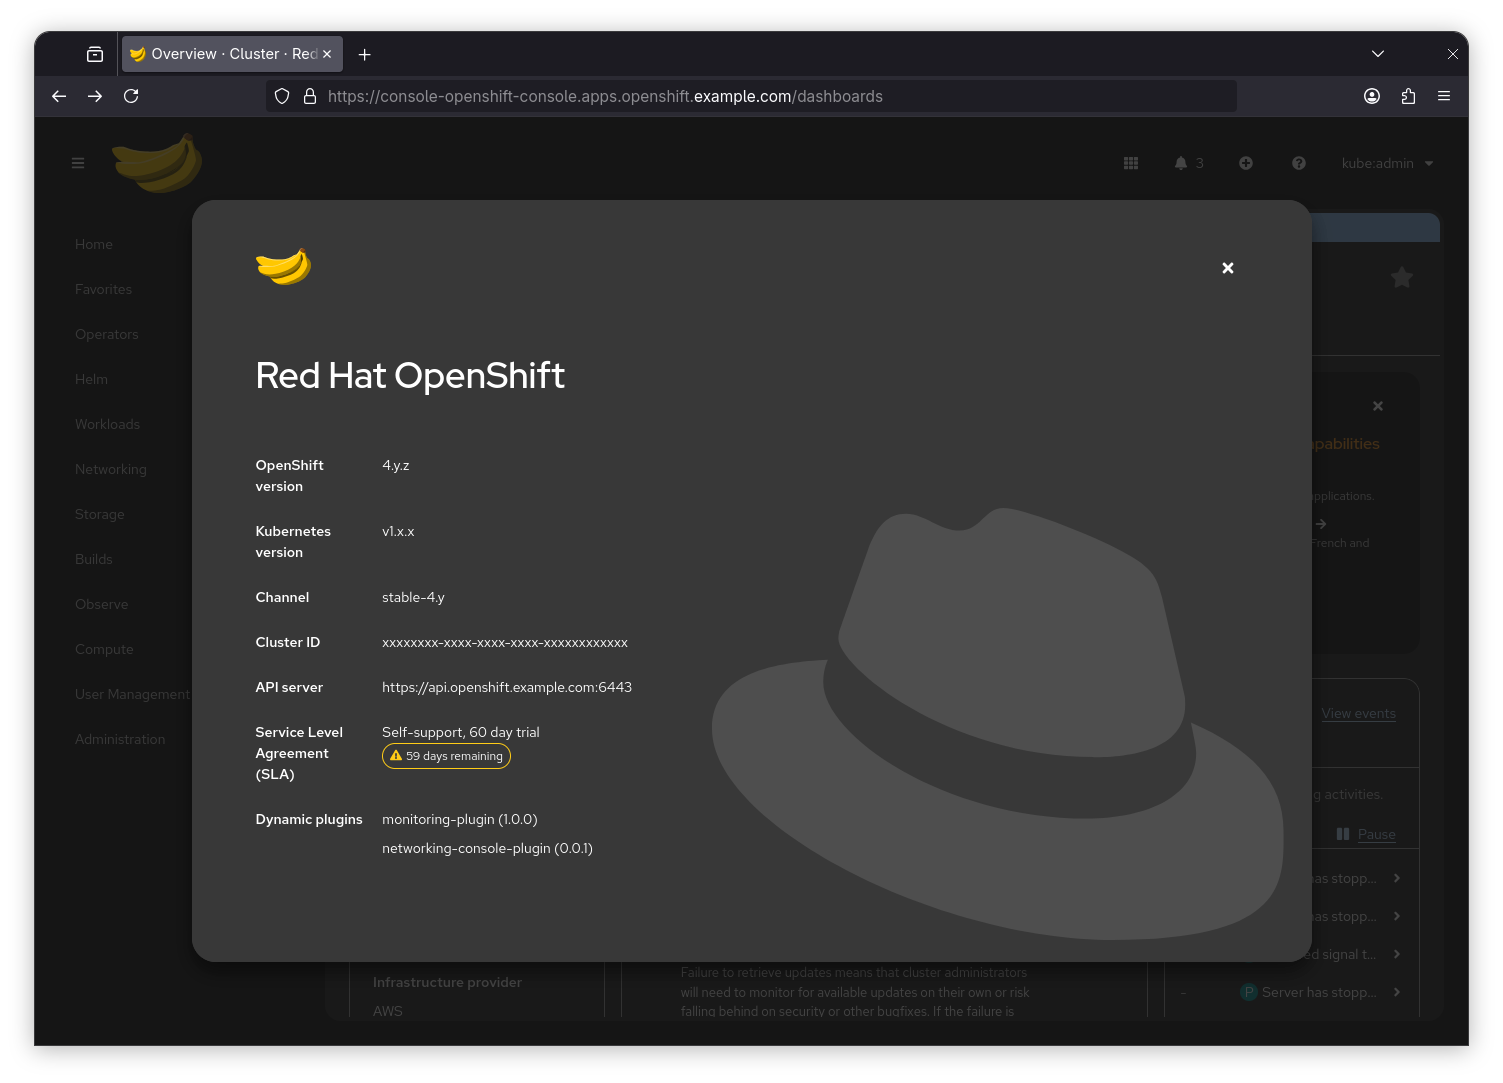 Overview · Cluster · Red
https://console-openshift-console.apps.openshift.example.com/dashboards
3
kube:admin
Home
Favorites
Operators
Helm
Workloads
Networking
Storage
Builds
Observe
Compute
User Management
Administration
Red Hat OpenShift
OpenShift version
4.y.z
Kubernetes version
v1.x.x
Channel
stable-4.y
Cluster ID
xxxxxxxx-xxxx-xxxx-xxxx-xxxxxxxxxxxx
API server
https://api.openshift.example.com:6443
Service Level Agreement (SLA)
Self-support, 60 day trial
59 days remaining
Dynamic plugins
monitoring-plugin (1.0.0)
networking-console-plugin (0.0.1)
pabilities
applications.
French and
View events
g activities.
Pause
has stopp...
has stopp...
ed signal t...
P Server has stopp...
Infrastructure provider
AWS
Failure to retrieve updates means that cluster administrators
will need to monitor for available updates on their own or risk
falling behind on security or other bugfixes. If the failure is